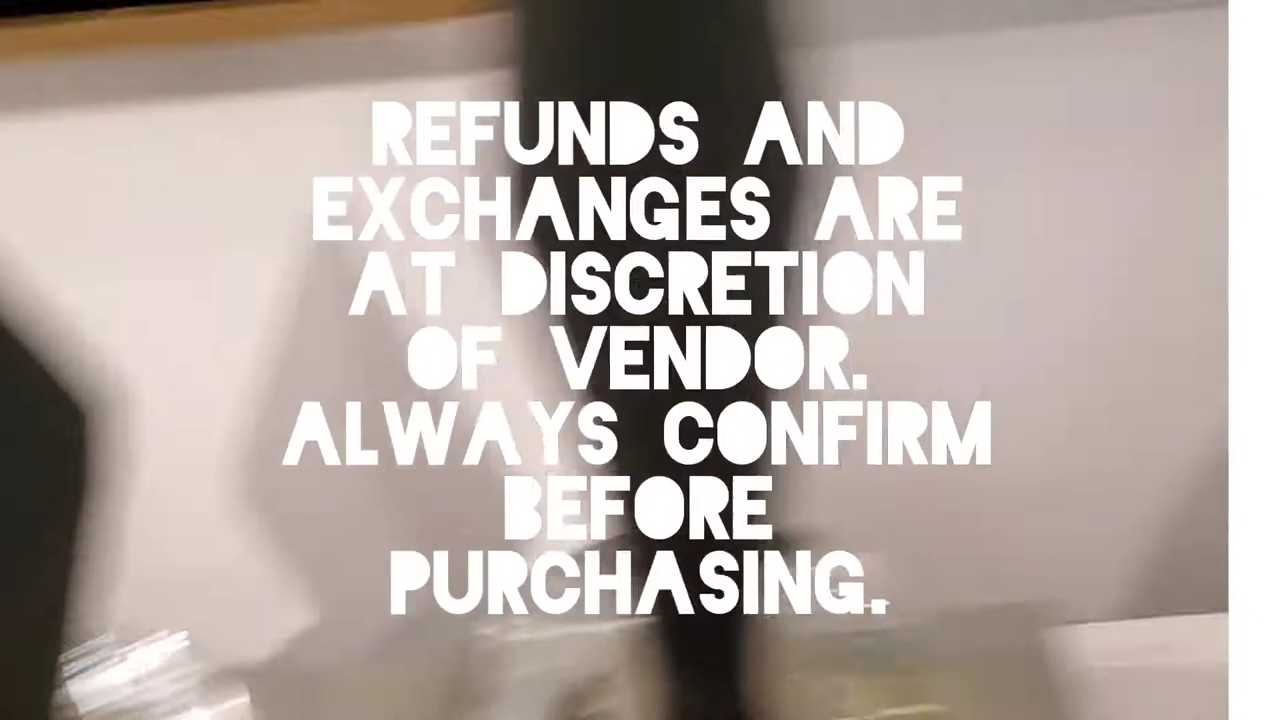 REFUNDS AND
EXCHANGES ARE
AT DISCRETION
OF VENDOR.
ALWAYS CONFIRM
BEFORE
PURCHASING.